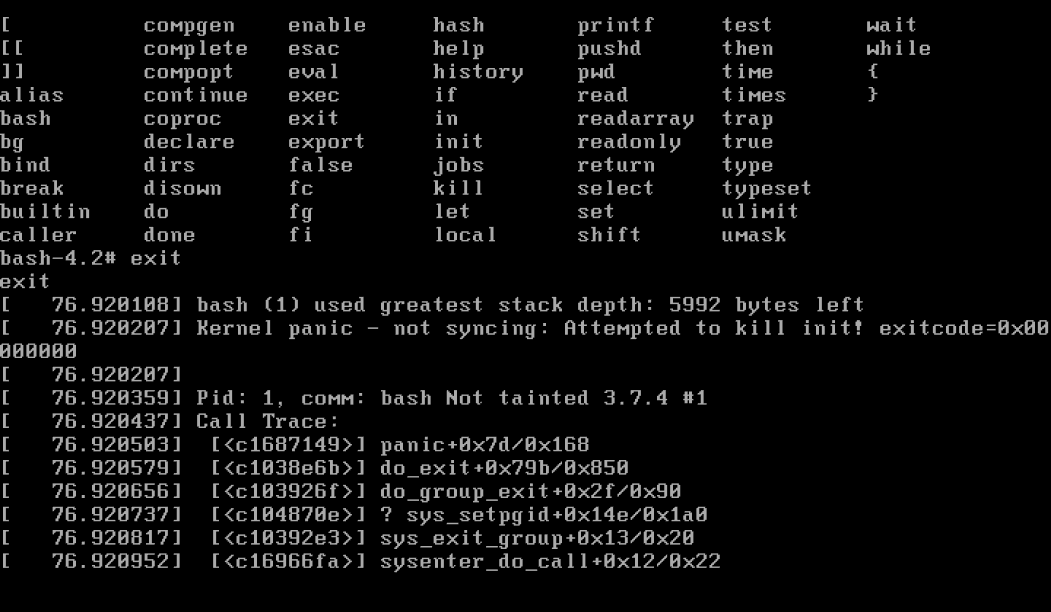 [        compgen   enable   hash     printf    test     wait
[[       complete  esac     help     pushd     then     while
]]       compopt   eval     history  pwd       time     {
alias    continue  exec     if       read      times    }
bash     coproc    exit     in       readarray trap
bg       declare   export   init     readonly  true
bind     dirs      false    jobs     return    type
break    disown    fc       kill     select    typeset
builtin  do        fg       let      set       ulimit
caller   done      fi       local    shift     umask
bash-4.2# exit
exit
[   76.920108] bash (1) used greatest stack depth: 5992 bytes left
[   76.920207] Kernel panic - not syncing: Attempted to kill init! exitcode=0x00
000000
[   76.920207]
[   76.920359] Pid: 1, comm: bash Not tainted 3.7.4 #1
[   76.920437] Call Trace:
[   76.920503]  [<c1687149>] panic+0x7d/0x168
[   76.920579]  [<c1038e6b>] do_exit+0x79b/0x850
[   76.920656]  [<c103926f>] do_group_exit+0x2f/0x90
[   76.920737]  [<c104870e>] ? sys_setpgid+0x14e/0x1a0
[   76.920817]  [<c10392e3>] sys_exit_group+0x13/0x20
[   76.920952]  [<c16966fa>] sysenter_do_call+0x12/0x22